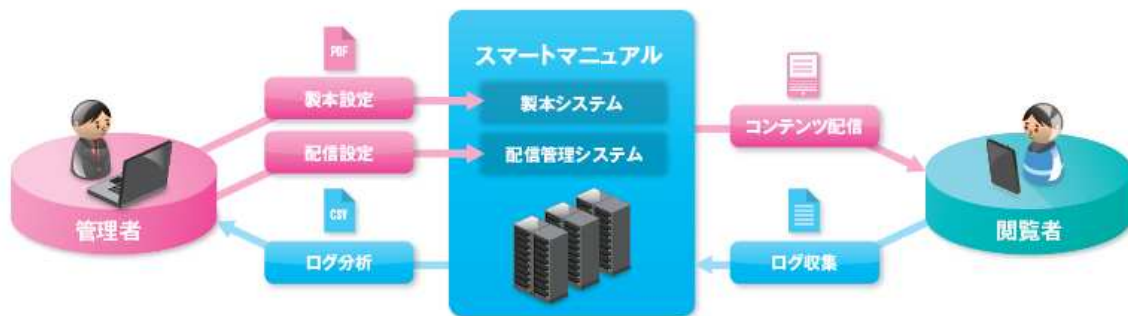 PDF
スマートマニュアル
製本設定
製本システム
コンテンツ配信
配信設定
配信管理システム
管理者
CSV
閲覧者
ログ分析
ログ収集